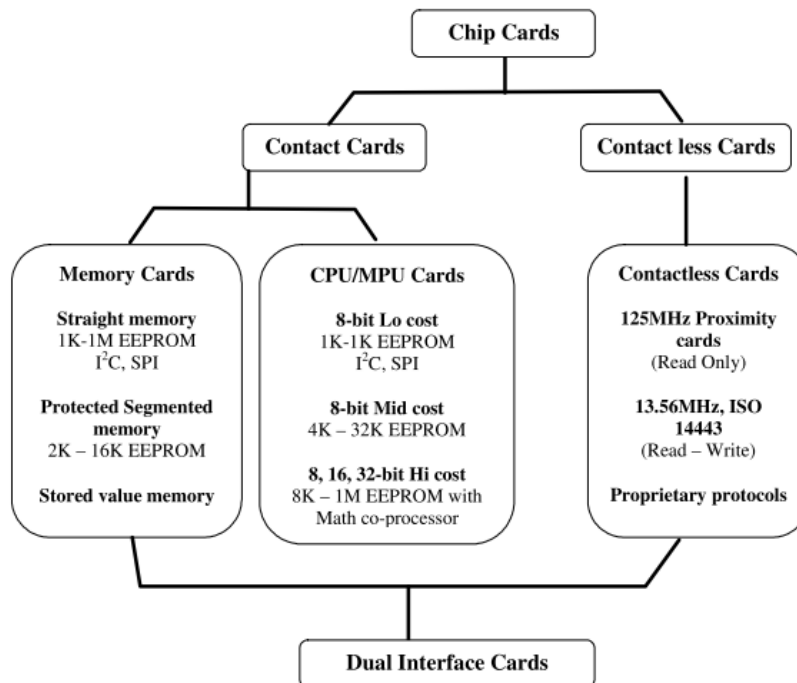 Chip Cards
Contact Cards
Contact less Cards
Memory Cards
Straight memory
1K-1M EEPROM
I²C, SPI
Protected Segmented
memory
2K – 16K EEPROM
Stored value memory
CPU/MPU Cards
8-bit Lo cost
1K-1K EEPROM
I²C, SPI
8-bit Mid cost
4K – 32K EEPROM
8, 16, 32-bit Hi cost
8K – 1M EEPROM with
Math co-processor
Contactless Cards
125MHz Proximity
cards
(Read Only)
13.56MHz, ISO
14443
(Read – Write)
Proprietary protocols
Dual Interface Cards